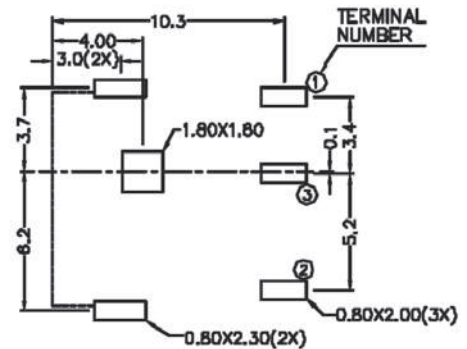 10.3
TERMINAL
NUMBER
4.00
3.0(2X)
1
1.80X1.80
3.7
0.1
3.4
3
6.2
5.2
2
0.80X2.00(3X)
0.80X2.30(2X)